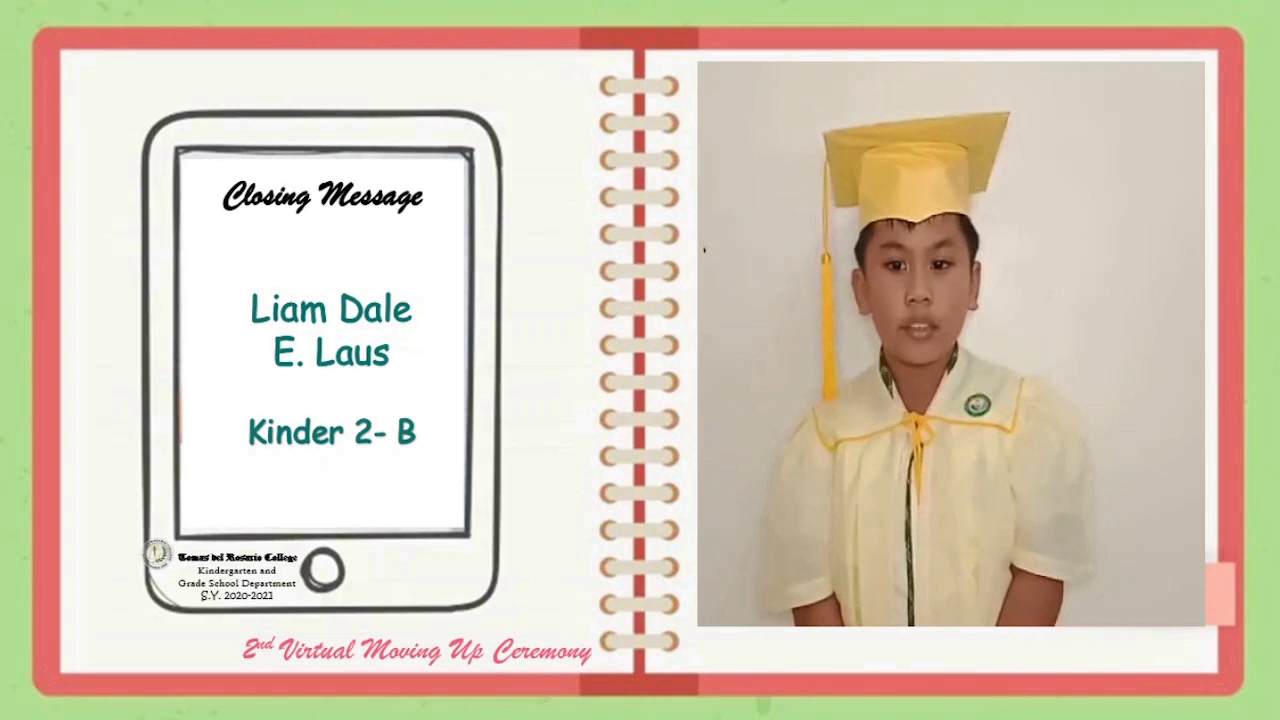 Closing Message
Liam Dale
E. Laus
Kinder 2- B
Tomas del Rosario College
Kindergarten and
Grade School Department
S.Y. 2020-2021
2nd Virtual Moving Up Ceremony